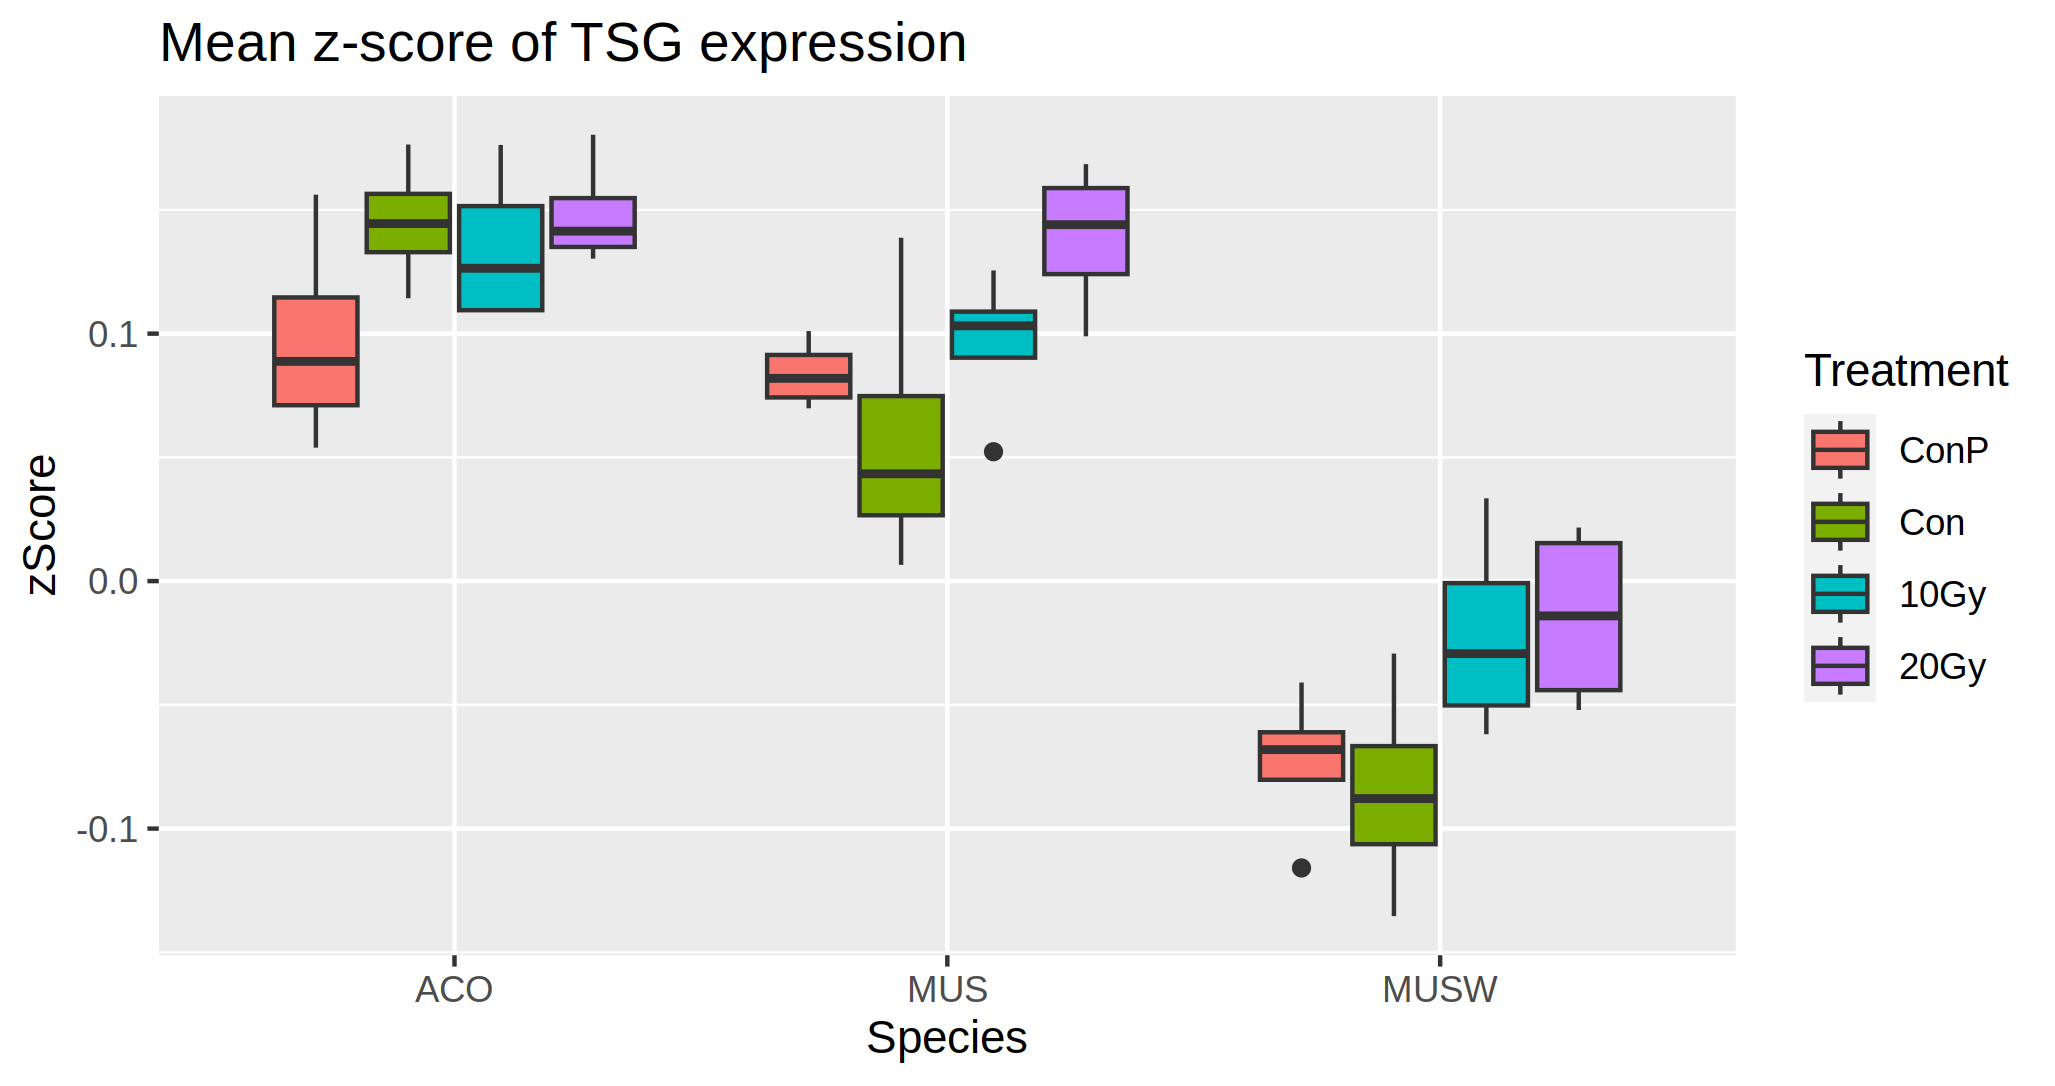 Mean z-score of TSG expression
zScore
0.1
0.0
-0.1
ACO
MUS
MUSW
Species
Treatment
ConP
Con
10Gy
20Gy